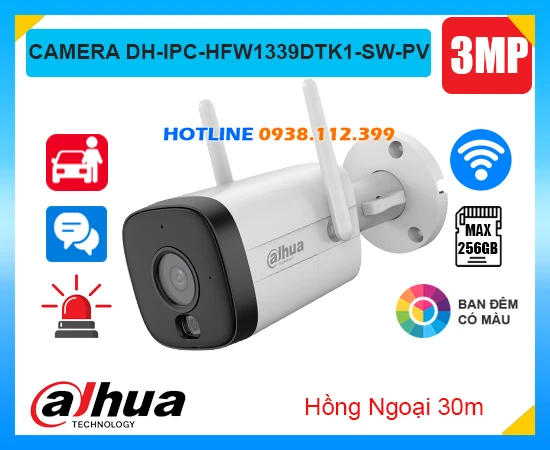 CAMERA DH-IPC-HFW1339DTK1-SW-PV
3MP
HOTLINE 0938.112.399
MAX
256GB
alhua
TECHNOLOGY
BAN ĐÊM
CÓ MÀU
alhua
TECHNOLOGY
Hồng Ngoại 30m